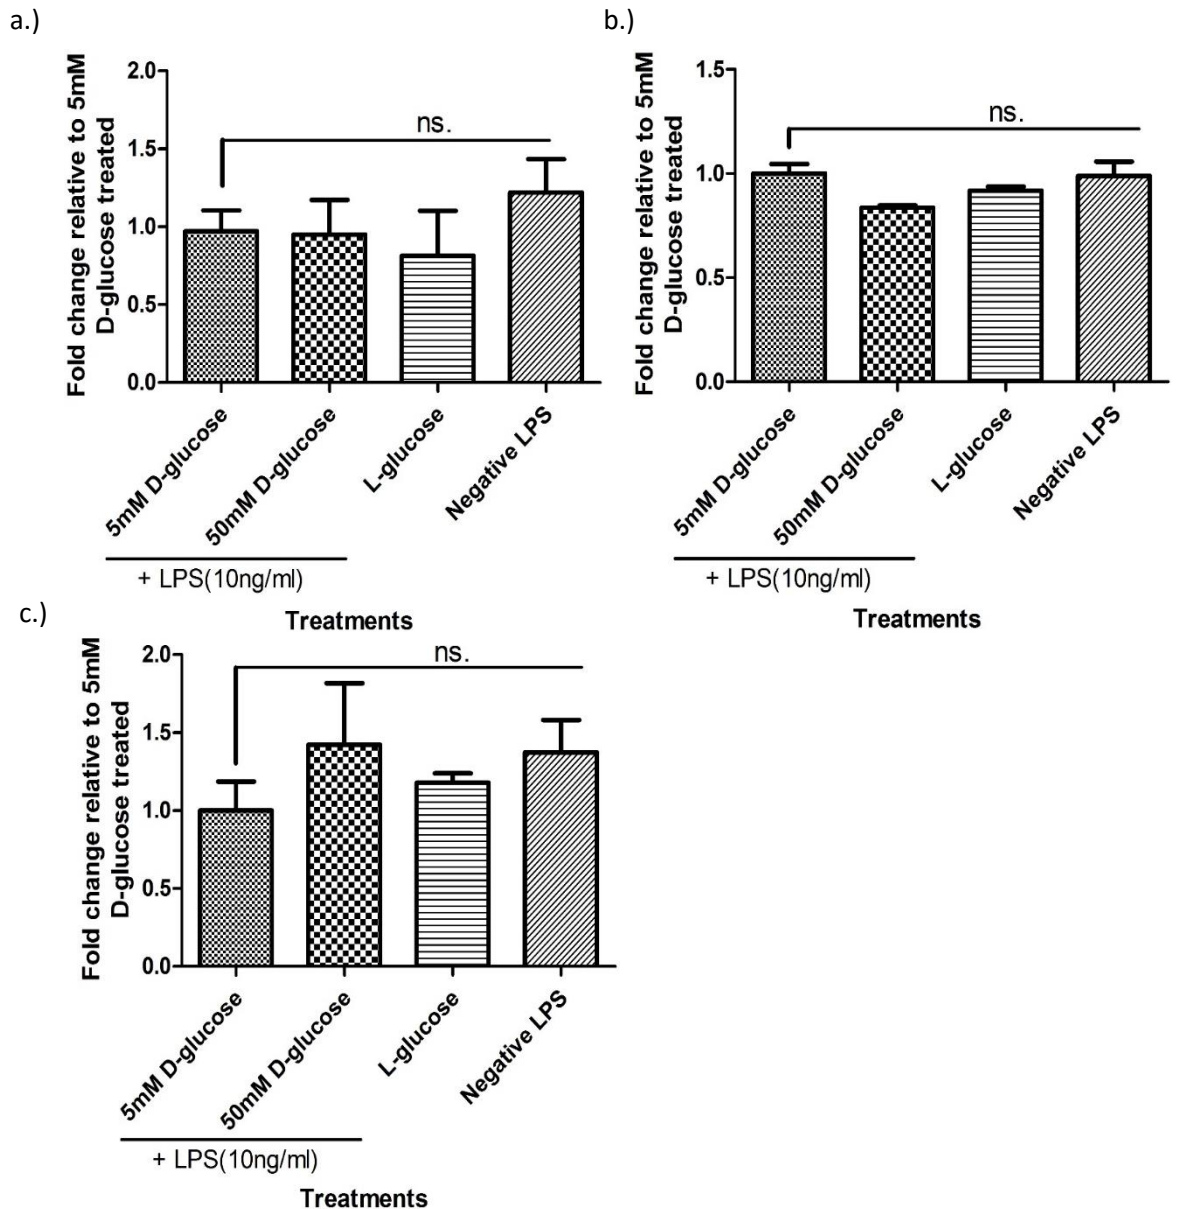 a.)
Fold change relative to 5mM
D-glucose treated
2.0
1.5
1.0
0.5
0.0
ns.
5mM D-glucose
50mM D-glucose
L-glucose
Negative LPS
+ LPS(10ng/ml)
Treatments
b.)
Fold change relative to 5mM
D-glucose treated
1.5
1.0
0.5
0.0
ns.
5mM D-glucose
50mM D-glucose
L-glucose
Negative LPS
+ LPS(10ng/ml)
Treatments
c.)
Fold change relative to 5mM
D-glucose treated
2.0
1.5
1.0
0.5
0.0
ns.
5mM D-glucose
50mM D-glucose
L-glucose
Negative LPS
+ LPS(10ng/ml)
Treatments